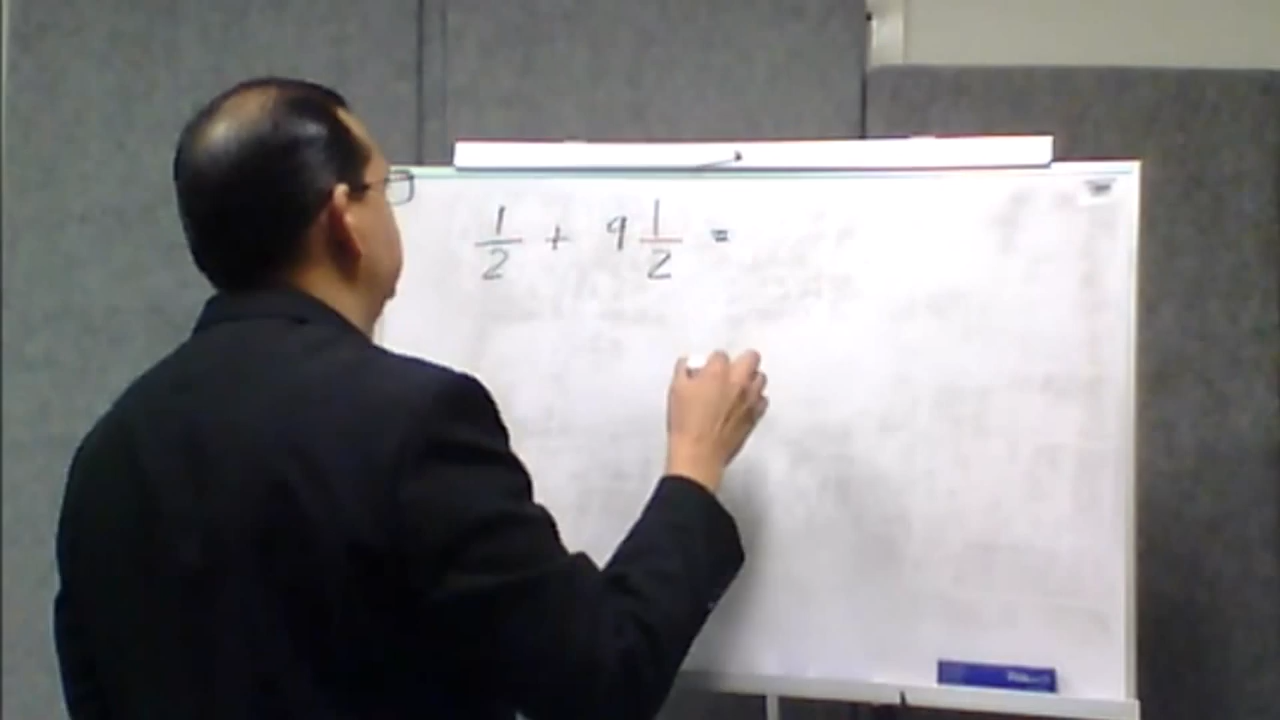 1/2 + 9 1/2 =